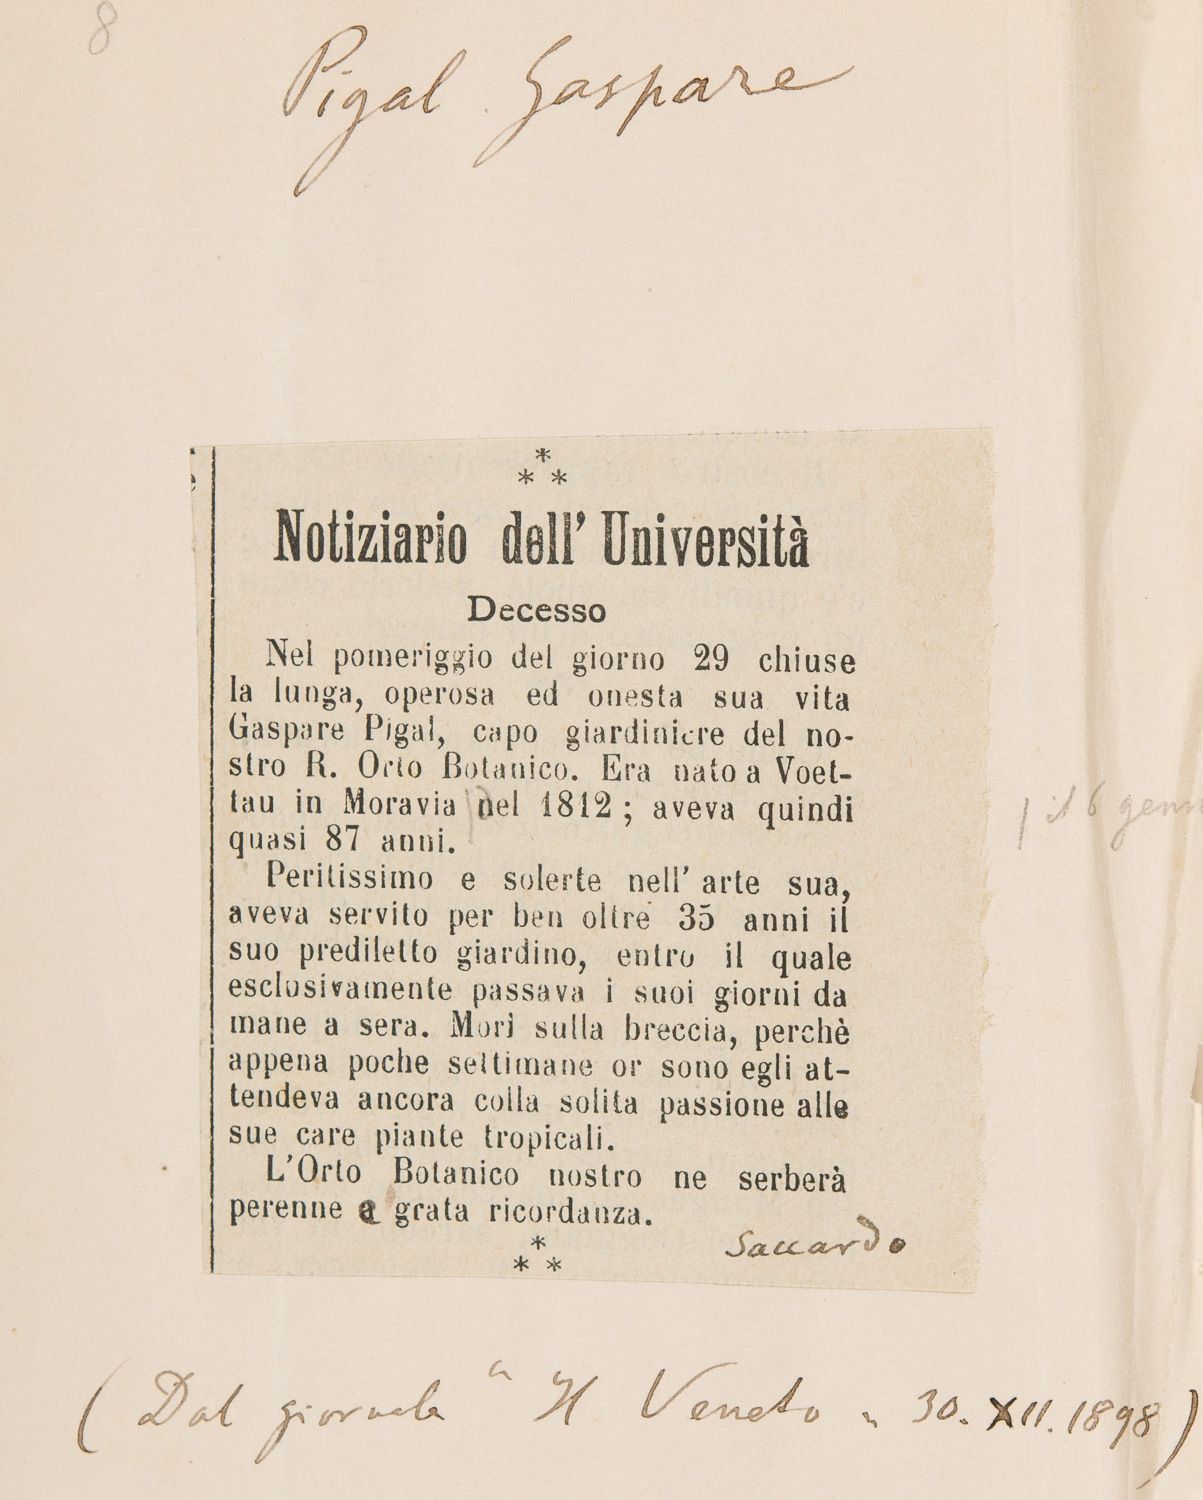 8
Pigal Gaspare
*
* *
Notiziario dell' Università
Decesso
Nel pomeriggio del giorno 29 chiuse
la lunga, operosa ed onesta sua vita
Gaspare Pigal, capo giardiniere del no-
stro R. Orto Botanico. Era nato a Voet-
tau in Moravia nel 1812 ; aveva quindi
quasi 87 anni.
Peritissimo e solerte nell' arte sua,
aveva servito per ben oltre 35 anni il
suo prediletto giardino, entro il quale
esclusivamente passava i suoi giorni da
mane a sera. Morì sulla breccia, perchè
appena poche settimane or sono egli at-
tendeva ancora colla solita passione alle
sue care piante tropicali.
L'Orto Botanico nostro ne serberà
perenne e grata ricordanza.
*
* *
Saccardo
| il 6 genn
(Dal giornale "Il Veneto" 30. XII. 1898)